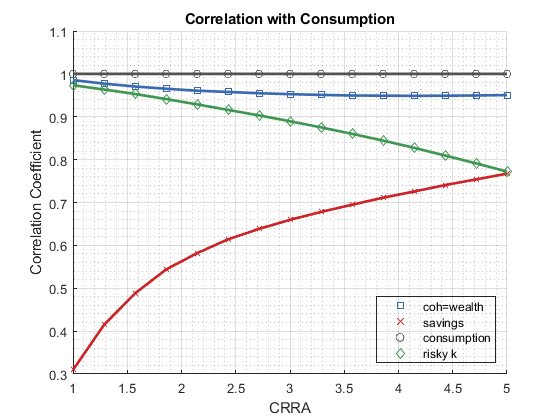 Correlation with Consumption
Correlation Coefficient
1.1
1
0.9
0.8
0.7
0.6
0.5
0.4
0.3
1 1.5 2 2.5 3 3.5 4 4.5 5
CRRA
coh=wealth
savings
consumption
risky k